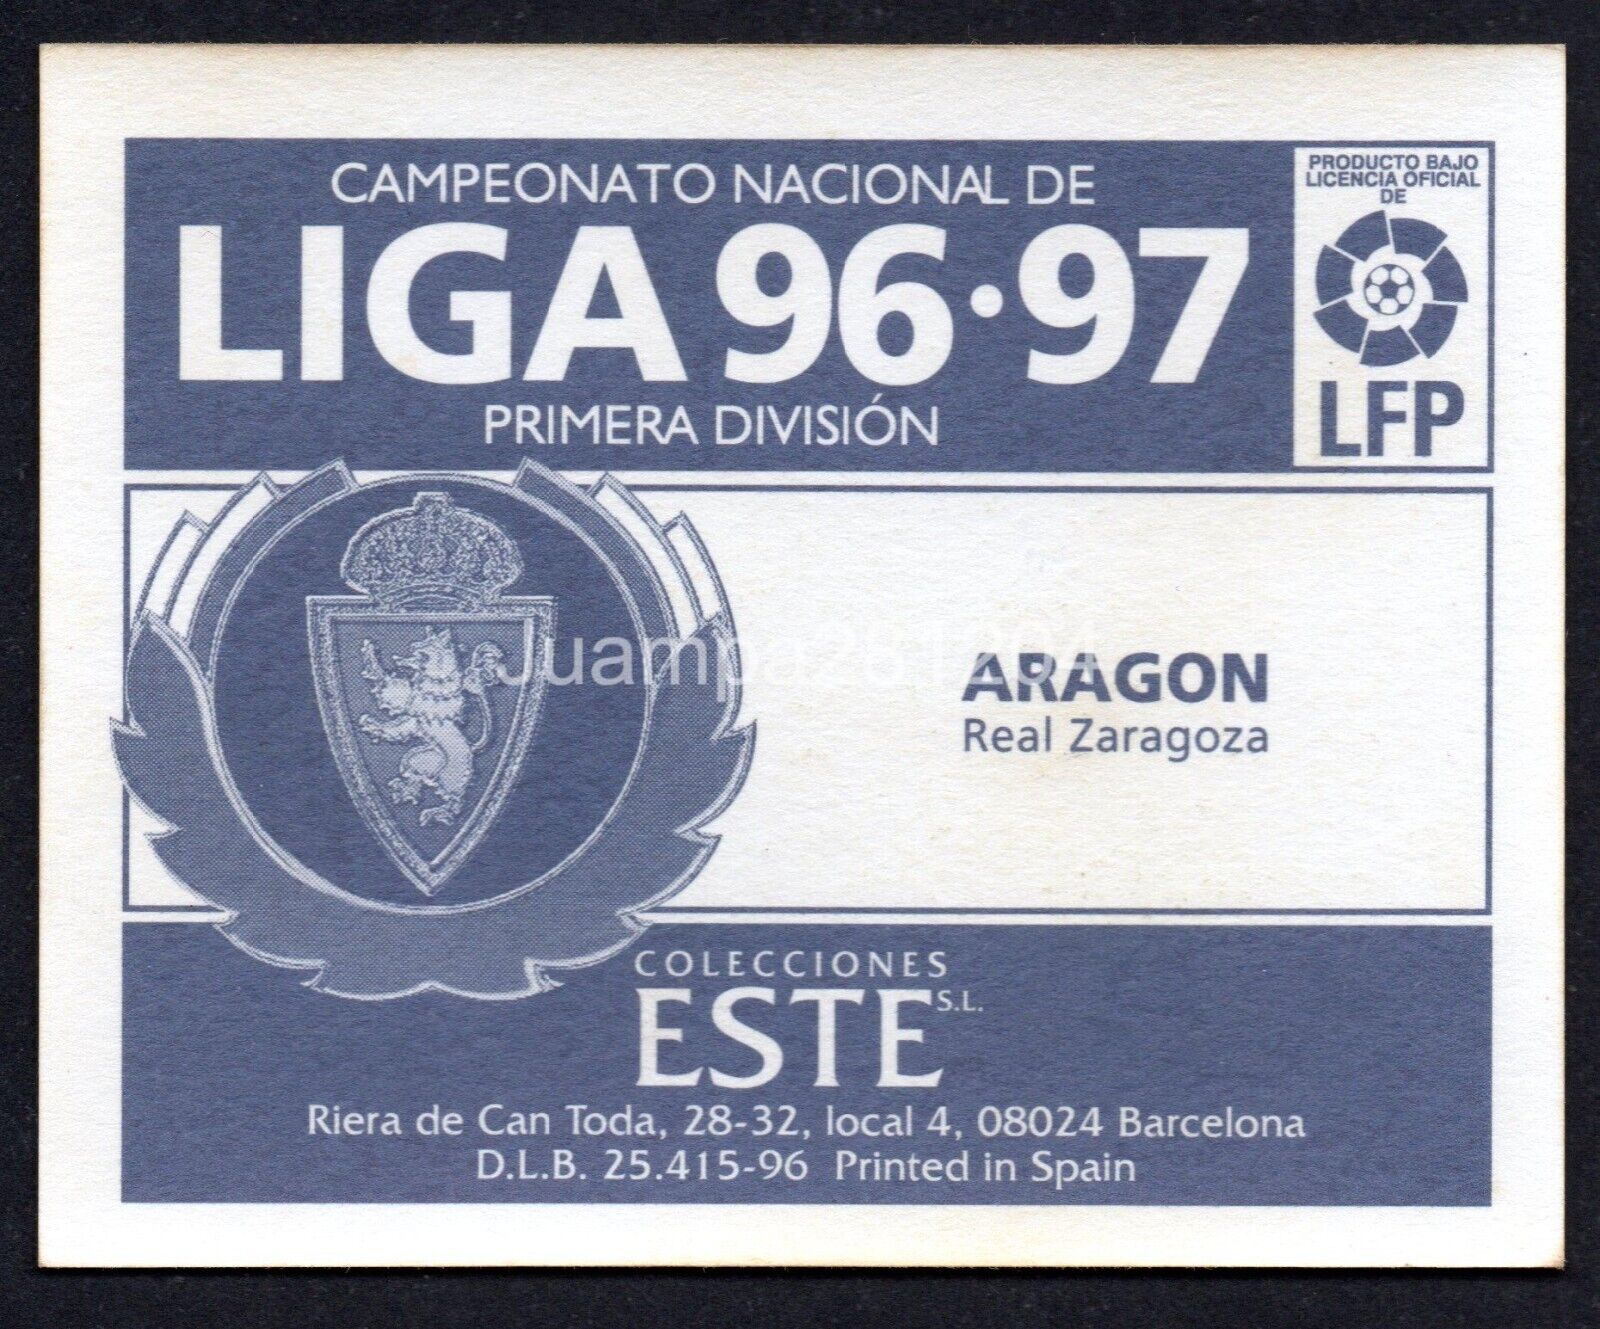 CAMPEONATO NACIONAL DE
LIGA 96·97
PRIMERA DIVISIÓN
PRODUCTO BAJO
LICENCIA OFICIAL
DE
LFP
ARAGON
Real Zaragoza
COLECCIONES
ESTE S.L.
Riera de Can Toda, 28-32, local 4, 08024 Barcelona
D.L.B. 25.415-96 Printed in Spain